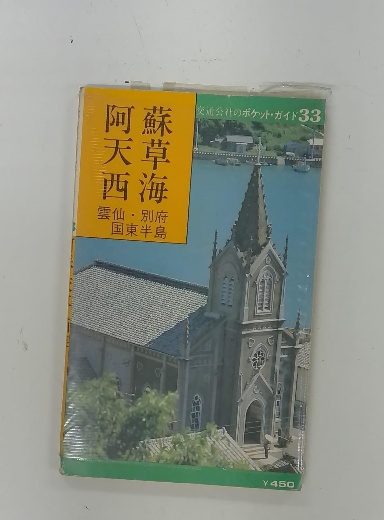 交通公社のポケット・ガイド33
阿蘇
天草
西海
雲仙・別府
国東半島
¥450